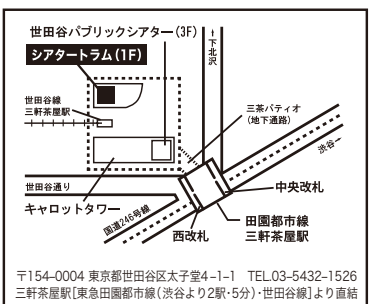 世田谷パブリックシアター(3F)
シアタートラム(1F)
←下北沢
世田谷線
三軒茶屋駅
三茶パティオ
(地下通路)
渋谷→
世田谷通り
キャロットタワー
国道246号線
中央改札
西改札
田園都市線
三軒茶屋駅
〒154-0004 東京都世田谷区太子堂4-1-1 TEL.03-5432-1526
三軒茶屋駅[東急田園都市線(渋谷より2駅・5分)・世田谷線]より直結